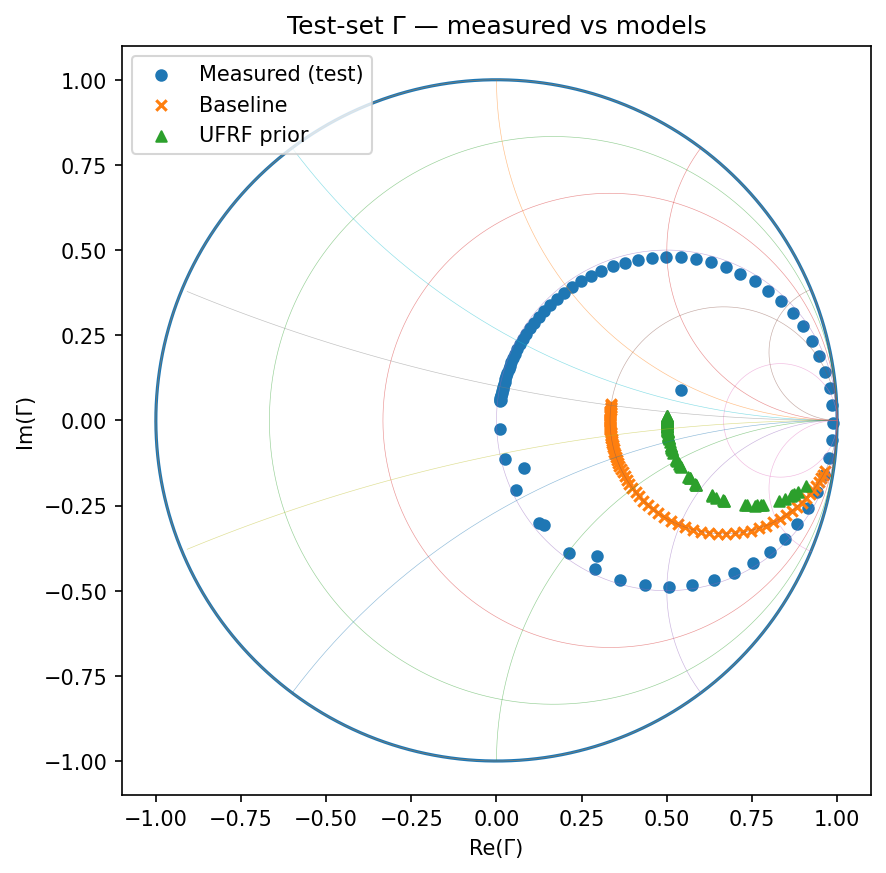 Test-set Γ — measured vs models
Measured (test)
Baseline
UFRF prior
1.00
0.75
0.50
0.25
0.00
−0.25
−0.50
−0.75
−1.00
Im(Γ)
−1.00 −0.75 −0.50 −0.25 0.00 0.25 0.50 0.75 1.00
Re(Γ)